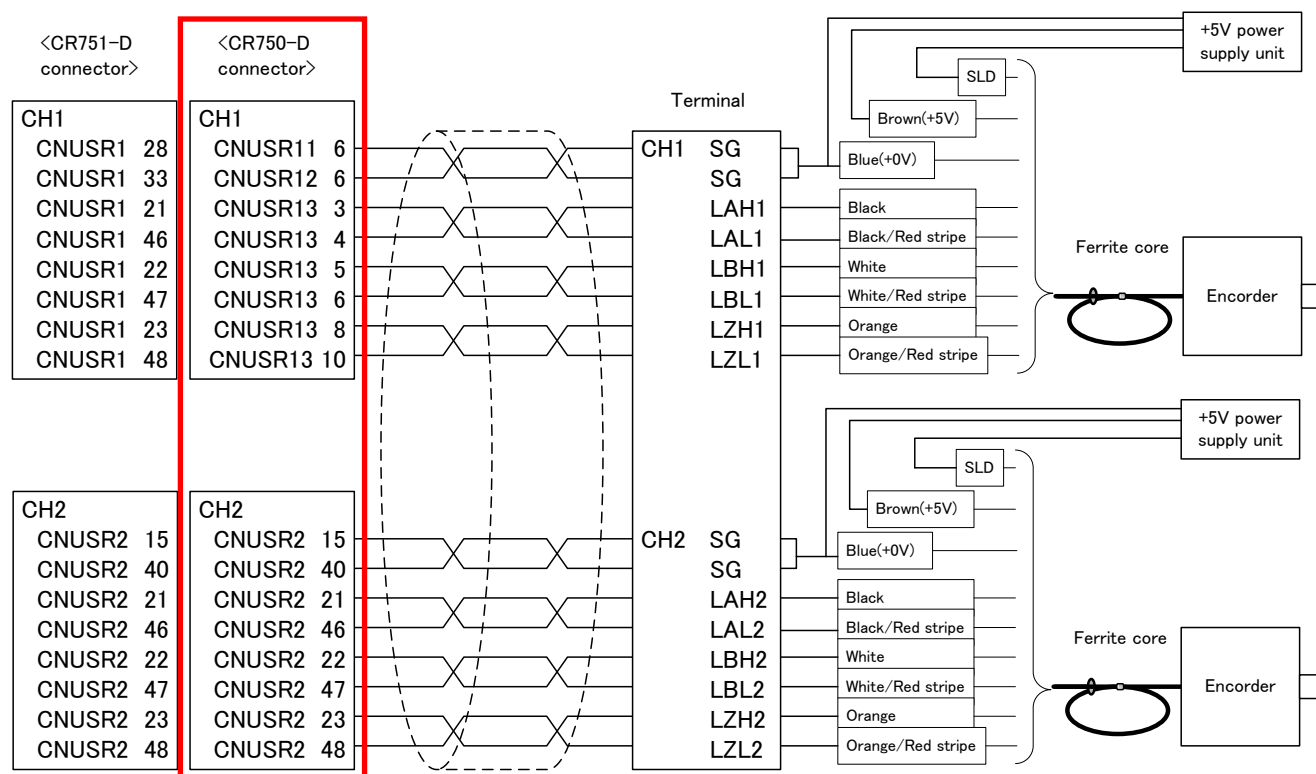 <CR751-D
connector>
<CR750-D
connector>
CH1
CNUSR1 28
CNUSR1 33
CNUSR1 21
CNUSR1 46
CNUSR1 22
CNUSR1 47
CNUSR1 23
CNUSR1 48
CH1
CNUSR11 6
CNUSR12 6
CNUSR13 3
CNUSR13 4
CNUSR13 5
CNUSR13 6
CNUSR13 8
CNUSR13 10
Terminal
CH1 SG
SG
LAH1
LAL1
LBH1
LBL1
LZH1
LZL1
+5V power
supply unit
SLD
Brown(+5V)
Blue(+0V)
Black
Black/Red stripe
White
White/Red stripe
Orange
Orange/Red stripe
Ferrite core
Encorder
CH2
CNUSR2 15
CNUSR2 40
CNUSR2 21
CNUSR2 46
CNUSR2 22
CNUSR2 47
CNUSR2 23
CNUSR2 48
CH2
CNUSR2 15
CNUSR2 40
CNUSR2 21
CNUSR2 46
CNUSR2 22
CNUSR2 47
CNUSR2 23
CNUSR2 48
CH2 SG
SG
LAH2
LAL2
LBH2
LBL2
LZH2
LZL2
+5V power
supply unit
SLD
Brown(+5V)
Blue(+0V)
Black
Black/Red stripe
White
White/Red stripe
Orange
Orange/Red stripe
Ferrite core
Encorder